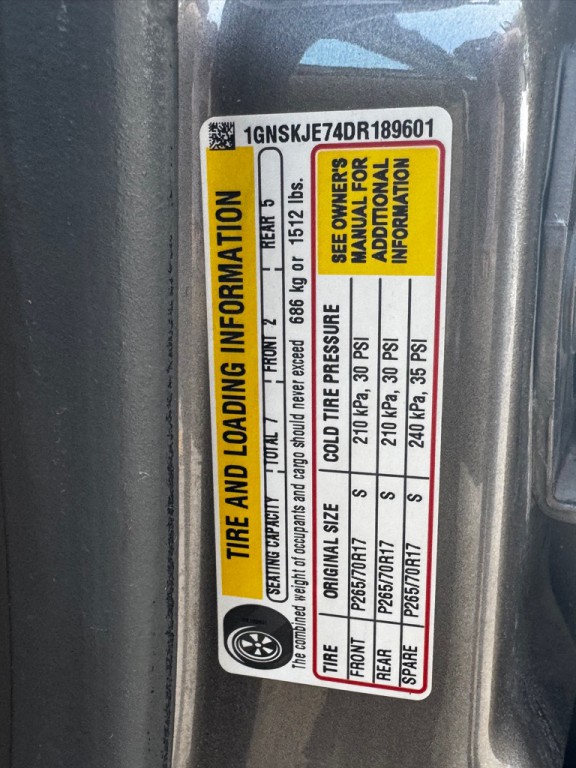 1GNSKJE74DR189601
TIRE AND LOADING INFORMATION
SEATING CAPACITY TOTAL 7 FRONT 2 REAR 5
The combined weight of occupants and cargo should never exceed 686 kg or 1512 lbs.
TIRE ORIGINAL SIZE COLD TIRE PRESSURE
FRONT P265/70R17 S 210 kPa, 30 PSI
REAR P265/70R17 S 210 kPa, 30 PSI
SPARE P265/70R17 S 240 kPa, 35 PSI
SEE OWNER'S
MANUAL FOR
ADDITIONAL
INFORMATION